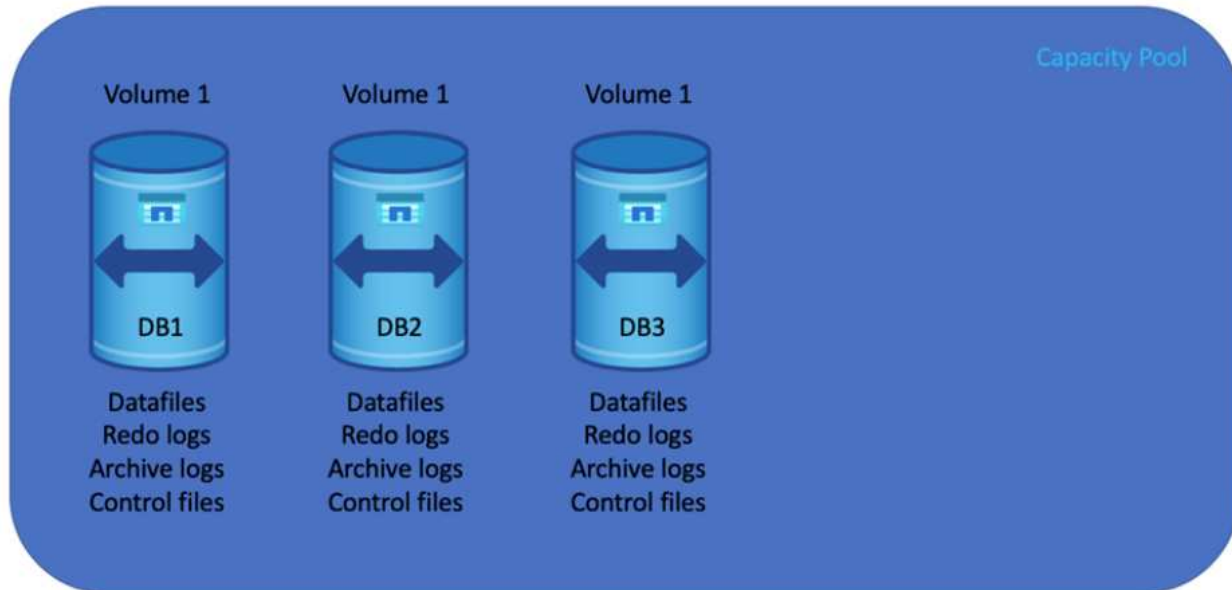 Capacity Pool
Volume 1
Volume 1
Volume 1
DB1
DB2
DB3
Datafiles
Datafiles
Datafiles
Redo logs
Redo logs
Redo logs
Archive logs
Archive logs
Archive logs
Control files
Control files
Control files